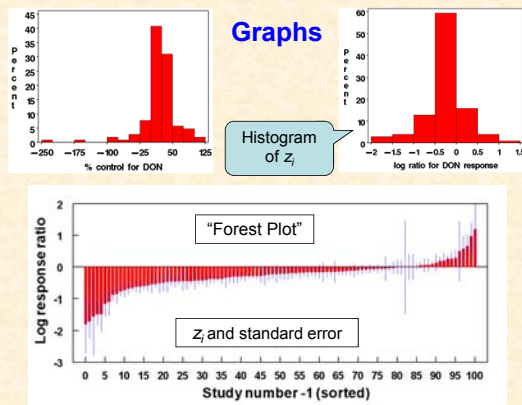 Graphs
45
40
35
30
25
20
15
10
5
0
Percent
-250 -175 -100 -25 50 125
% control for DON
60
50
40
30
20
10
0
Percent
-2 -1.5 -1 -0.5 0 0.5 1 1.5
log ratio for DON response
Histogram
of zi
2
1
0
-1
-2
-3
Log response ratio
“Forest Plot”
zi and standard error
0 5 10 15 20 25 30 35 40 45 50 55 60 65 70 75 80 85 90 95 100
Study number -1 (sorted)